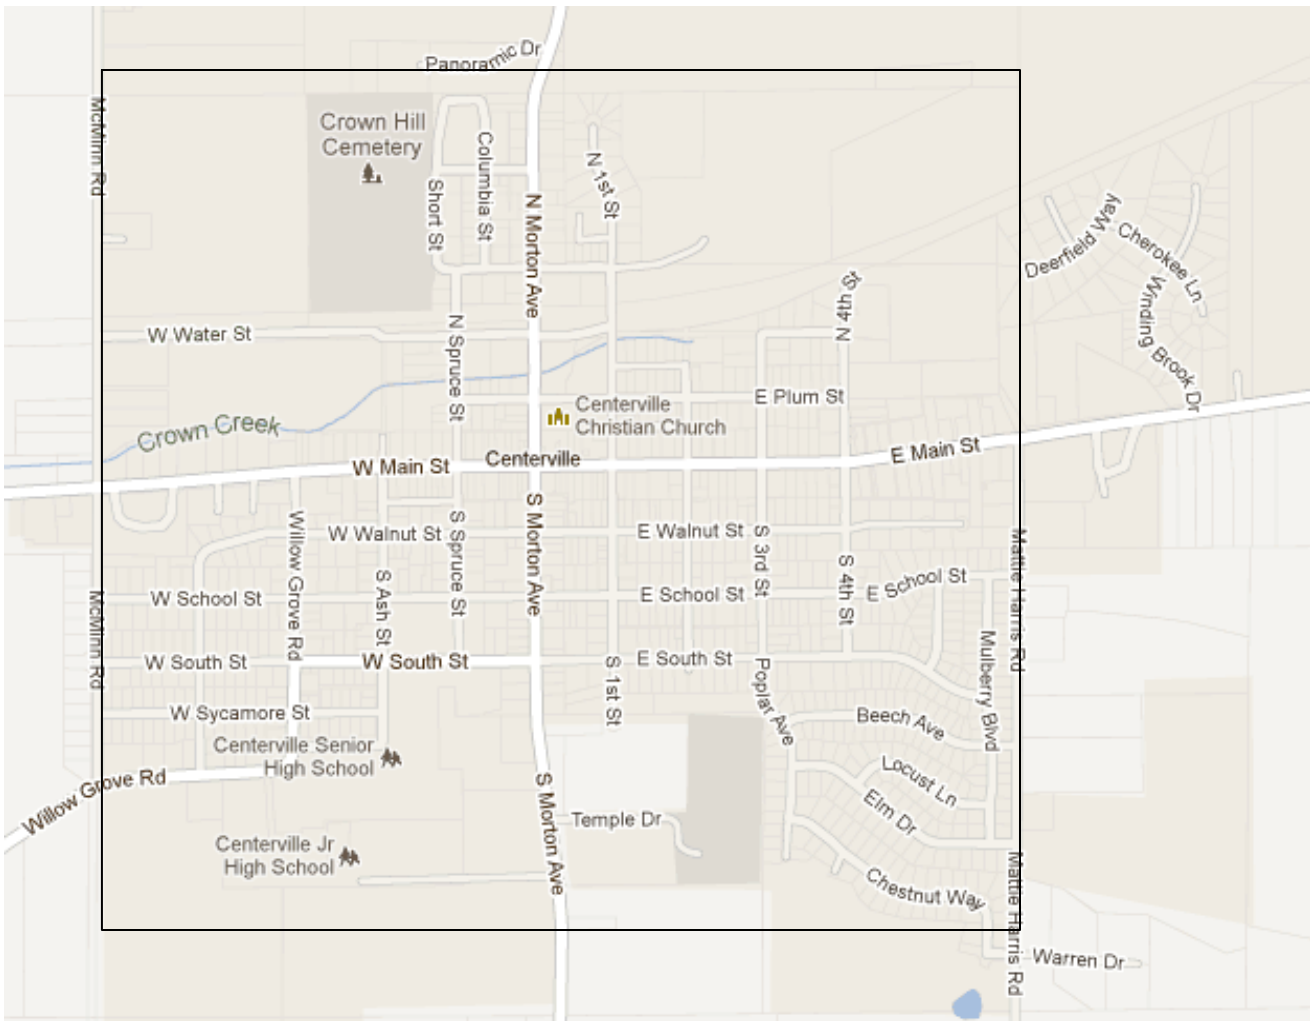 Panoramic Dr
McMinn Rd
Crown Hill
Cemetery
Columbia St
Short St
N 1st St
N Morton Ave
Deerfield Way
Cherokee Ln
Winding Brook Dr
N 4th St
W Water St
N Spruce St
E Plum St
Centerville
Christian Church
Crown Creek
W Main St
Centerville
E Main St
Willow Grove Rd
W Walnut St
S Spruce St
S Morton Ave
E Walnut St
S 3rd St
S 4th St
Mattie Harris Rd
McMinn Rd
W School St
S Ash St
E School St
E School St
W South St
W South St
E South St
S 1st St
Poplar Ave
Mulberry Blvd
W Sycamore St
Beech Ave
Centerville Senior
High School
Willow Grove Rd
Locust Ln
Elm Dr
S Morton Ave
Temple Dr
Centerville Jr
High School
Chestnut Way
Mattie Harris Rd
Warren Dr